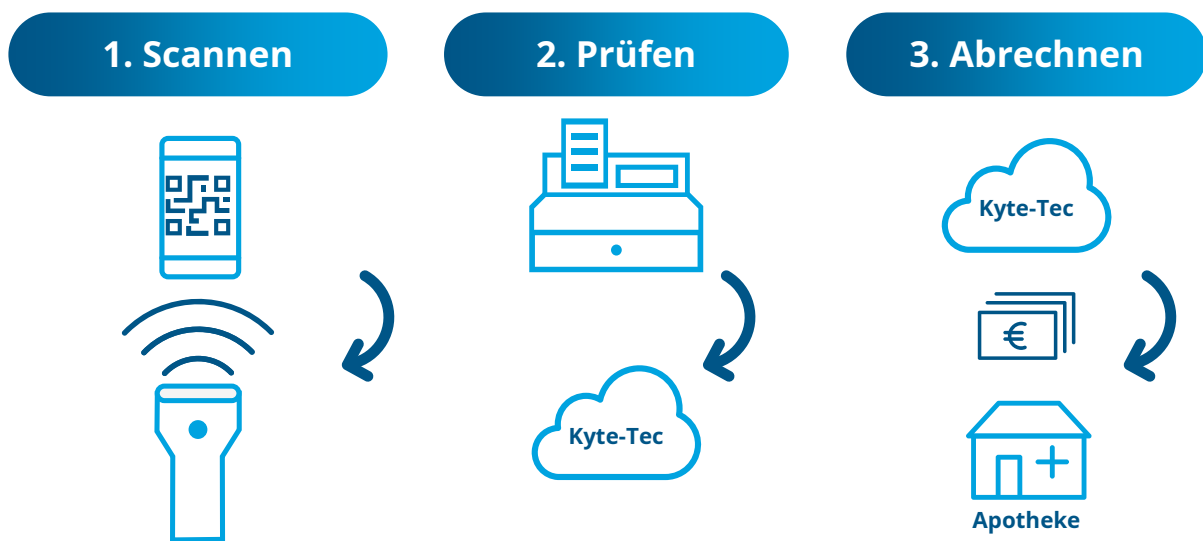 1. Scannen
2. Prüfen
3. Abrechnen
Kyte-Tec
€
Kyte-Tec
Apotheke